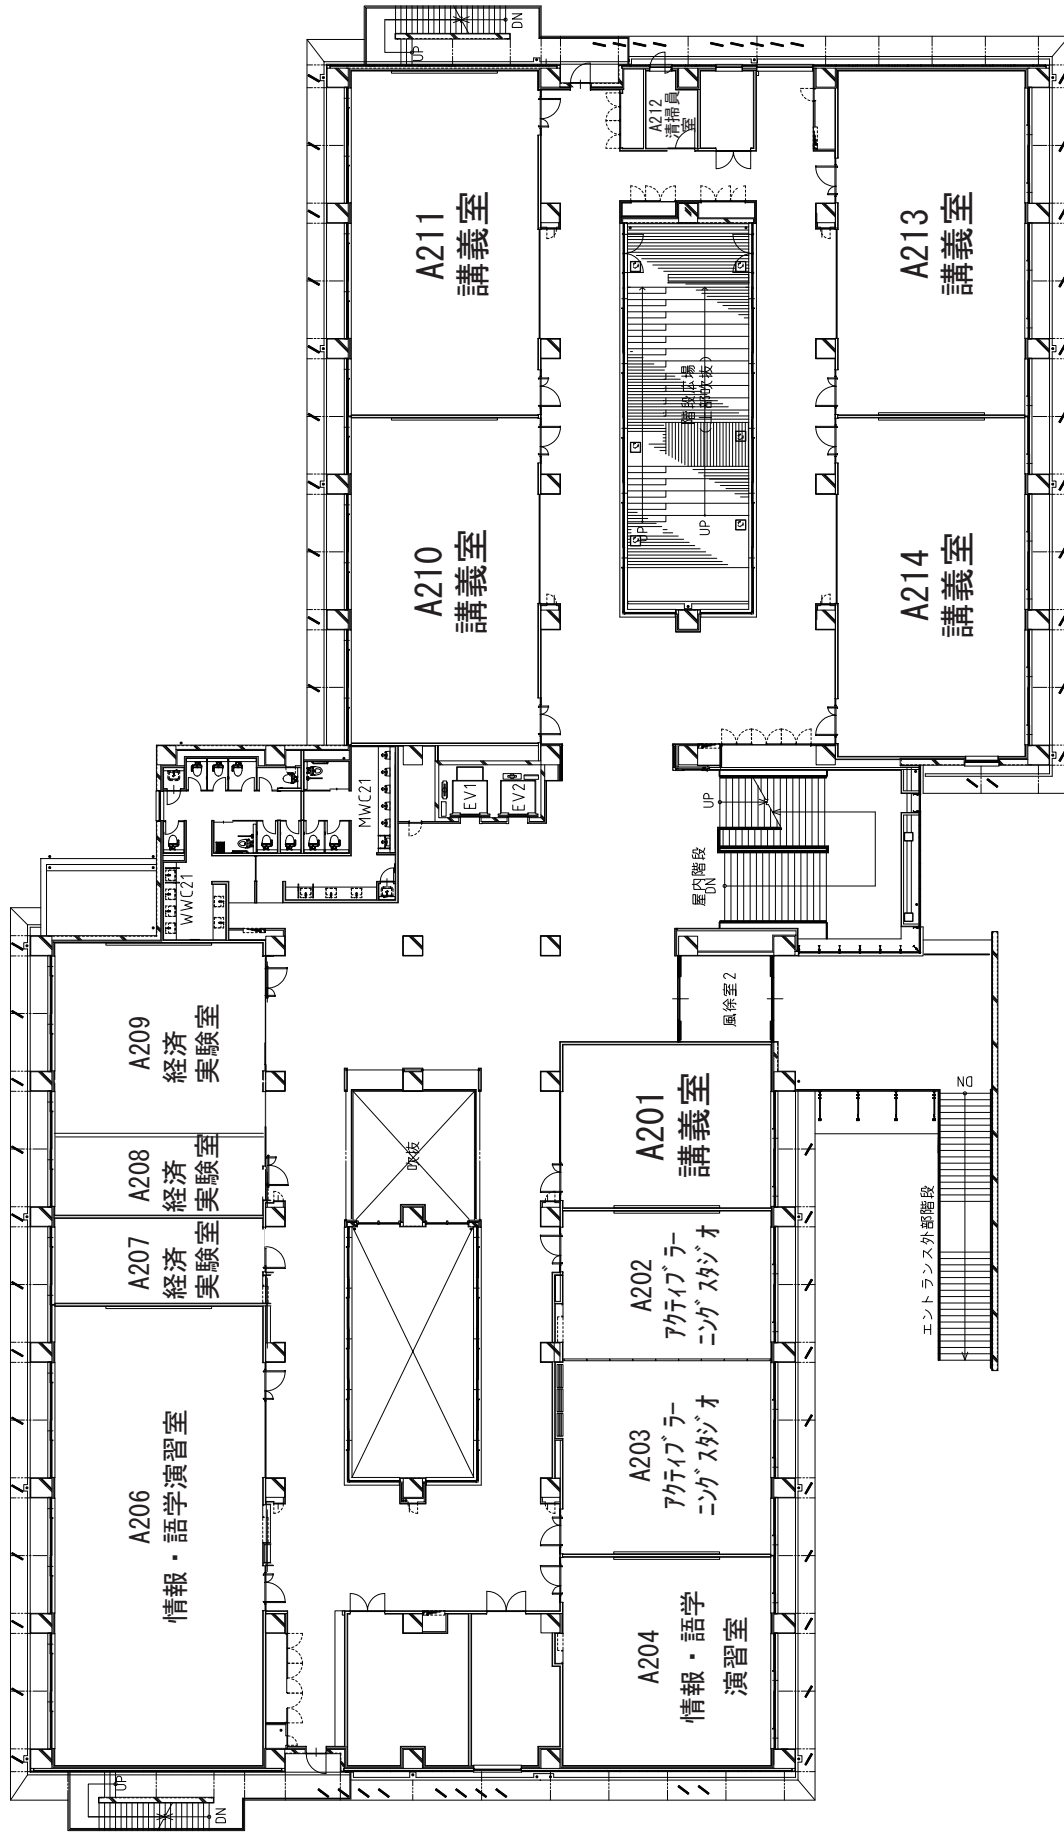 DN
UP
A211
講義室
A212
清掃員
室
A213
講義室
階段広場
(上部吹抜)
UP
UP
A210
講義室
A214
講義室
MWC21
EV1
EV2
WWC21
UP
屋内階段
DN
A209
経済
実験室
風徐室2
A208
経済
実験室
吹抜
A201
講義室
DN
エントランス外部階段
A207
経済
実験室
A202
アクティブラー
ニングスタジオ
A206
情報・語学演習室
A203
アクティブラー
ニングスタジオ
A204
情報・語学
演習室
UP
DN